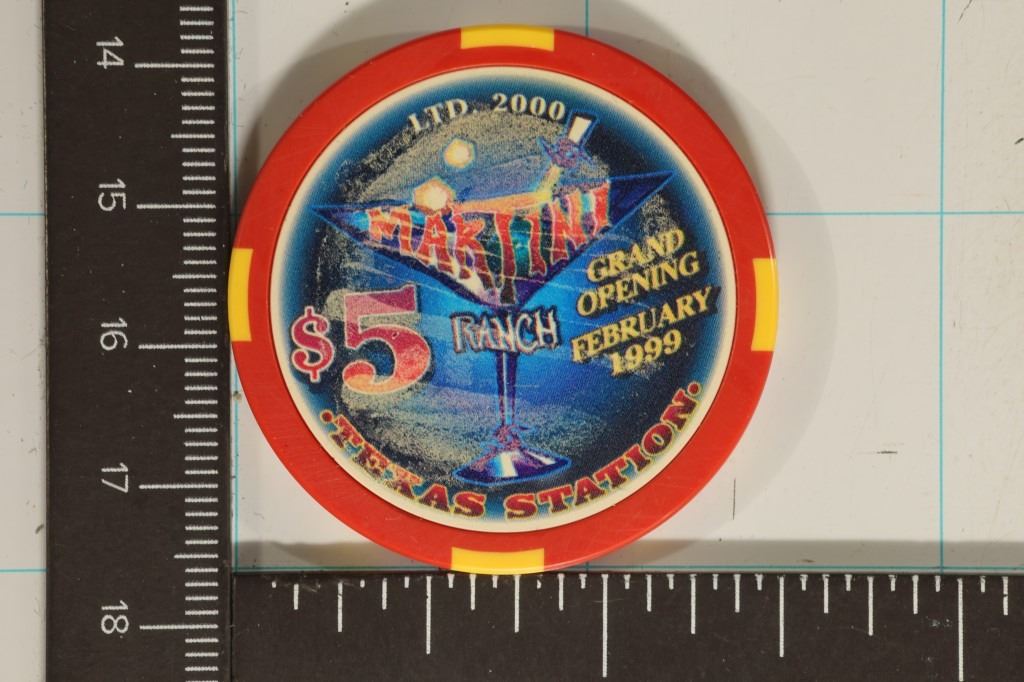 LTD. 2000
MARTINI
RANCH
$5
GRAND
OPENING
FEBRUARY
1999
·TEXAS STATION·
14
15
16
17
18